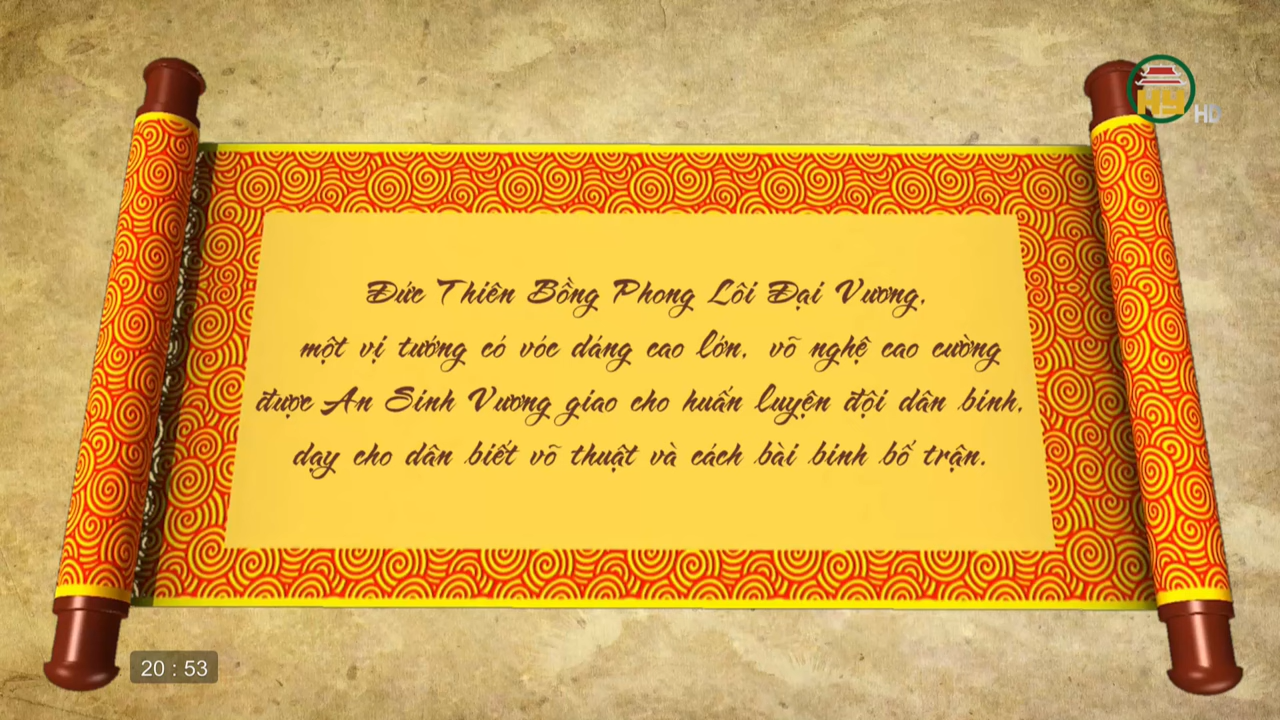 HY HD
Đức Thiên Bồng Phong Lôi Đại Vương,
một vị tướng có vóc dáng cao lớn, võ nghệ cao cường
được An Sinh Vương giao cho huấn luyện đội dân binh,
dạy cho dân biết võ thuật và cách bài binh bố trận.
20 : 53